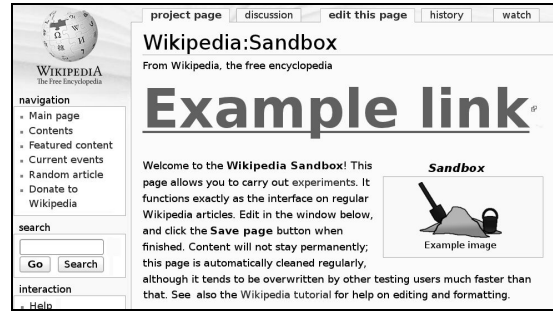 project page discussion edit this page history watch
Wikipedia:Sandbox
From Wikipedia, the free encyclopedia
WIKIPEDIA
The Free Encyclopedia
navigation
Main page
Contents
Featured content
Current events
Random article
Donate to
Wikipedia
search
Go Search
interaction
Help
Example link
Welcome to the Wikipedia Sandbox! This
page allows you to carry out experiments. It
functions exactly as the interface on regular
Wikipedia articles. Edit in the window below,
and click the Save page button when
finished. Content will not stay permanently;
this page is automatically cleaned regularly,
although it tends to be overwritten by other testing users much faster than
that. See also the Wikipedia tutorial for help on editing and formatting.
Sandbox
Example image